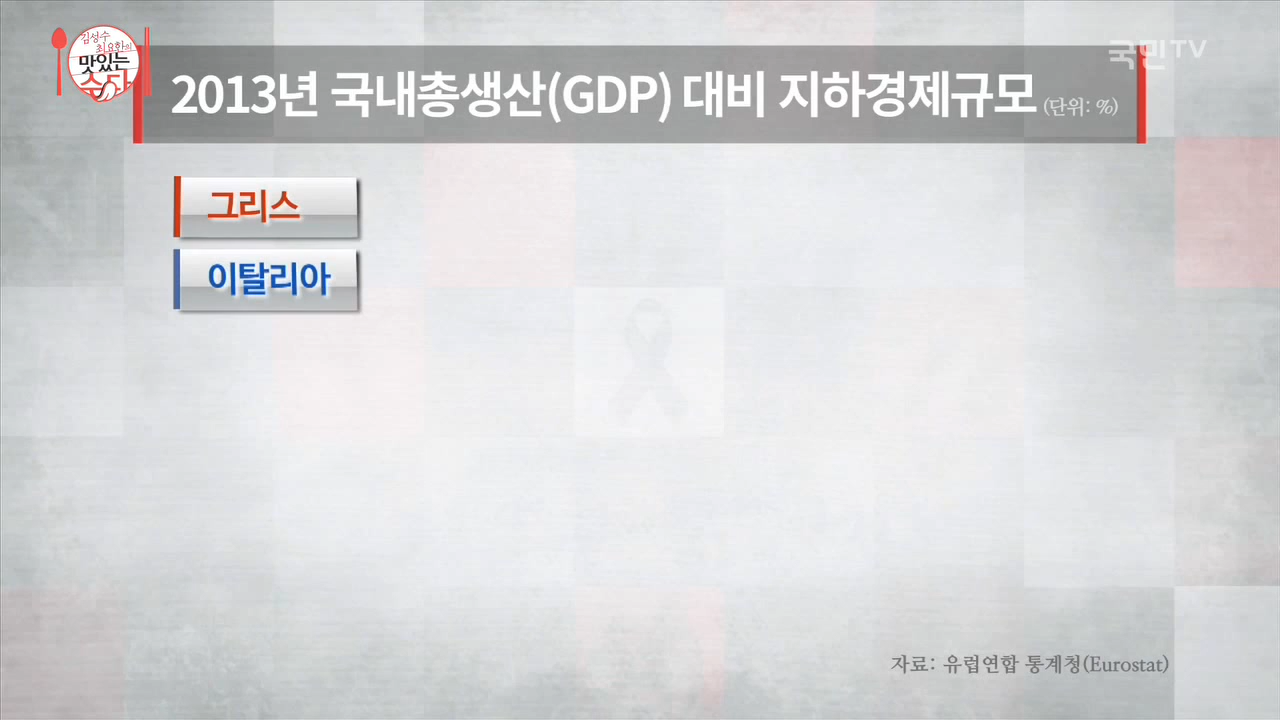 김성수
최요한의
맛있는
수다
국민TV
2013년 국내총생산(GDP) 대비 지하경제규모 (단위: %)
그리스
이탈리아
자료: 유럽연합 통계청(Eurostat)